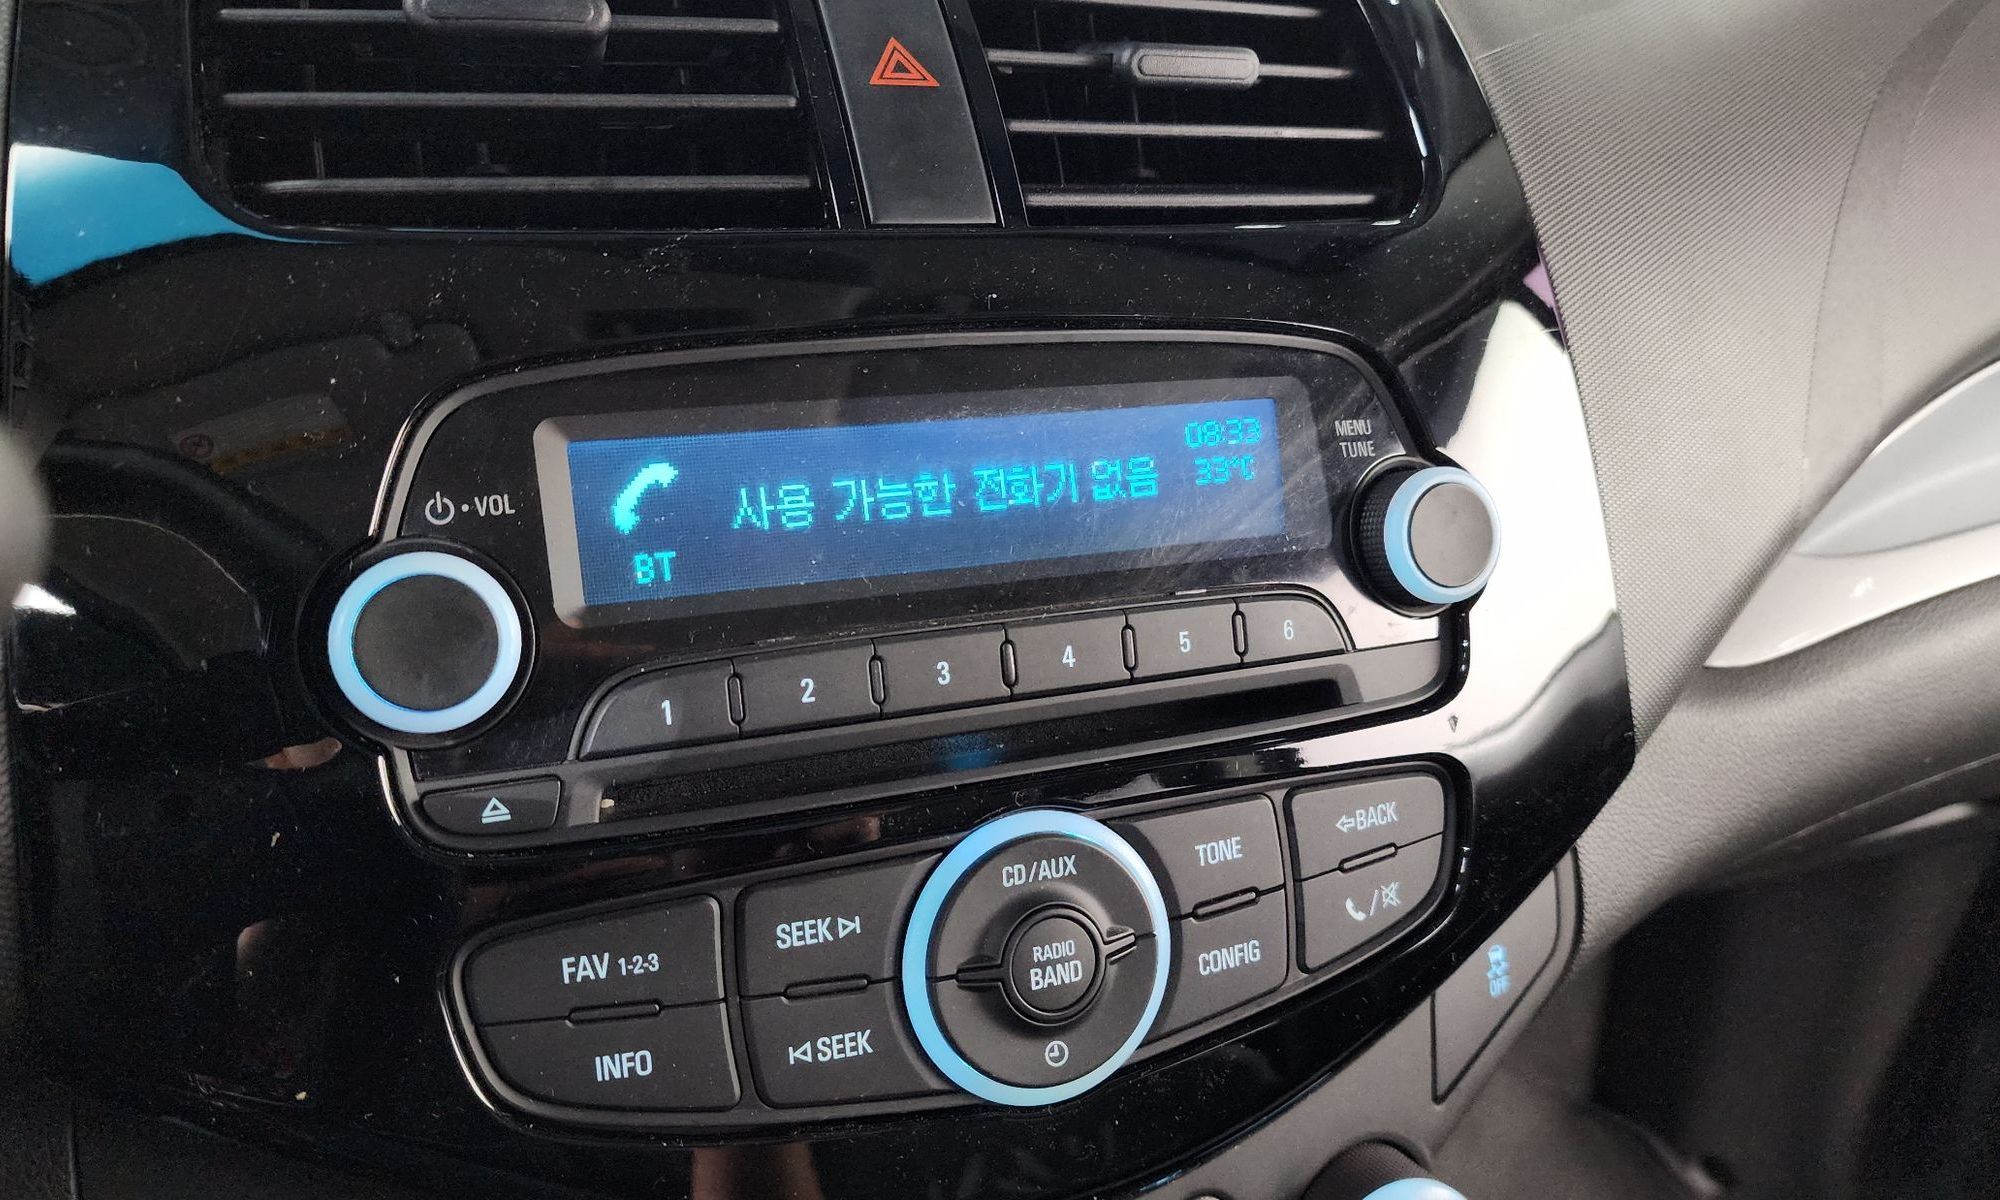 08:33
MENU
TUNE
사용 가능한 전화기 없음
33°C
VOL
BT
1 2 3 4 5 6
CD/AUX
TONE
BACK
SEEK
RADIO
BAND
FAV 1-2-3
CONFIG
SEEK
INFO
OFF